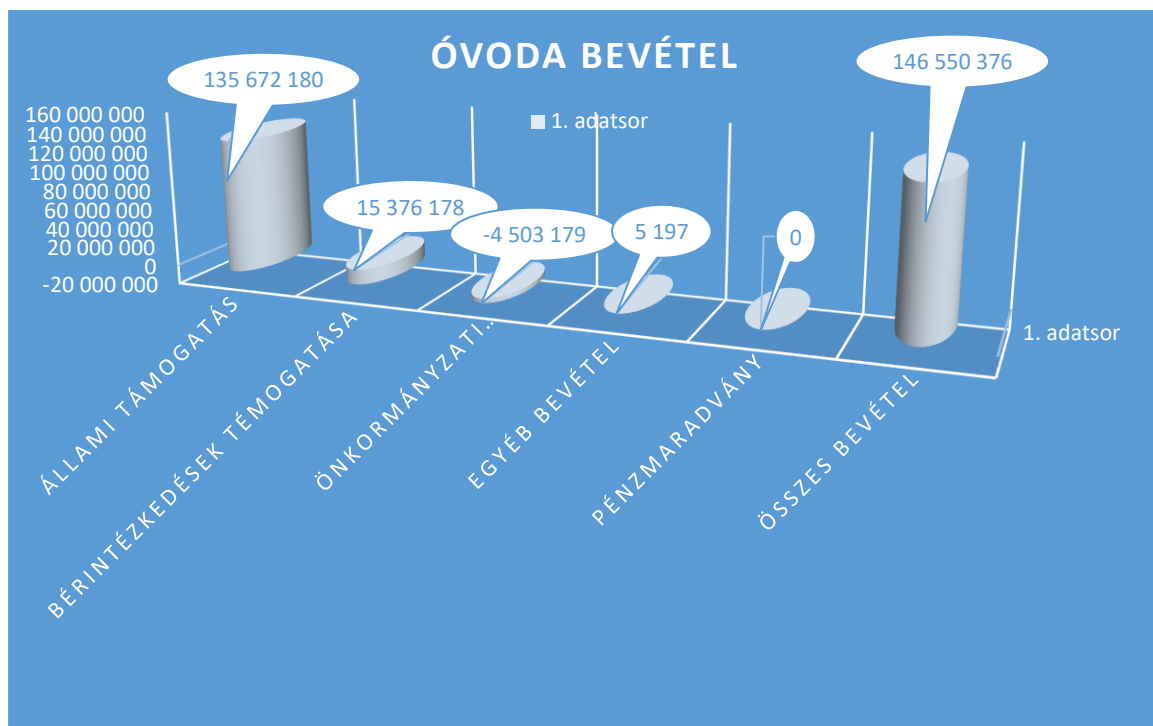 ÓVODA BEVÉTEL
1. adatsor
135 672 180
15 376 178
-4 503 179
5 197
0
146 550 376
160 000 000
140 000 000
120 000 000
100 000 000
80 000 000
60 000 000
40 000 000
20 000 000
0
-20 000 000
ÁLLAMI TÁMOGATÁS
BÉRINTÉZKEDÉSEK TÉMOGATÁSA
ÖNKORMÁNYZATI…
EGYÉB BEVÉTEL
PÉNZMARADVÁNY
ÖSSZES BEVÉTEL
1. adatsor